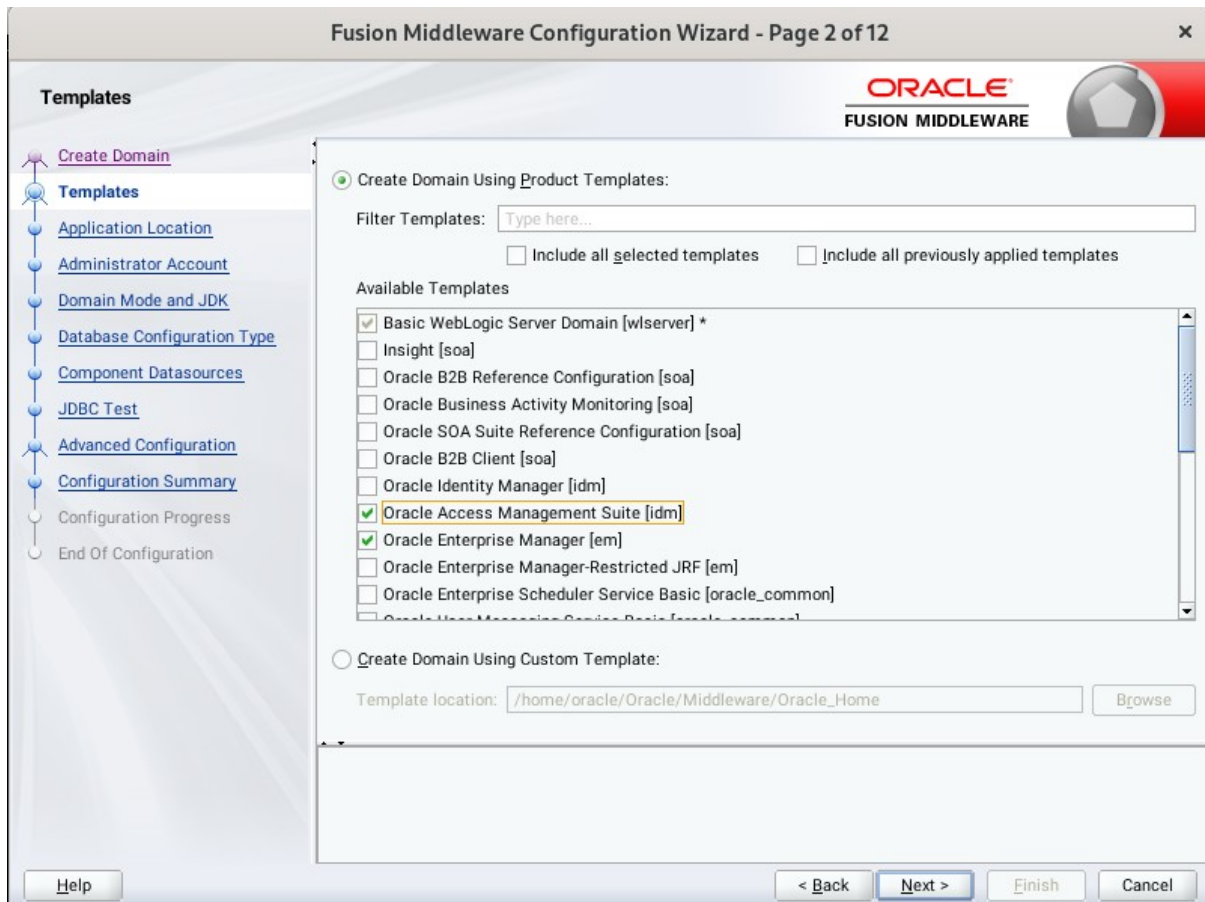 Fusion Middleware Configuration Wizard - Page 2 of 12
Templates
ORACLE
FUSION MIDDLEWARE
Create Domain
Templates
Application Location
Administrator Account
Domain Mode and JDK
Database Configuration Type
Component Datasources
JDBC Test
Advanced Configuration
Configuration Summary
Configuration Progress
End Of Configuration
Create Domain Using Product Templates:
Filter Templates: Type here...
Include all selected templates Include all previously applied templates
Available Templates
Basic WebLogic Server Domain [wlserver] *
Insight [soa]
Oracle B2B Reference Configuration [soa]
Oracle Business Activity Monitoring [soa]
Oracle SOA Suite Reference Configuration [soa]
Oracle B2B Client [soa]
Oracle Identity Manager [idm]
Oracle Access Management Suite [idm]
Oracle Enterprise Manager [em]
Oracle Enterprise Manager-Restricted JRF [em]
Oracle Enterprise Scheduler Service Basic [oracle_common]
Oracle User Messaging Service Basic [oracle_common]
Create Domain Using Custom Template:
Template location: /home/oracle/Oracle/Middleware/Oracle_Home Browse
Help < Back Next > Finish Cancel